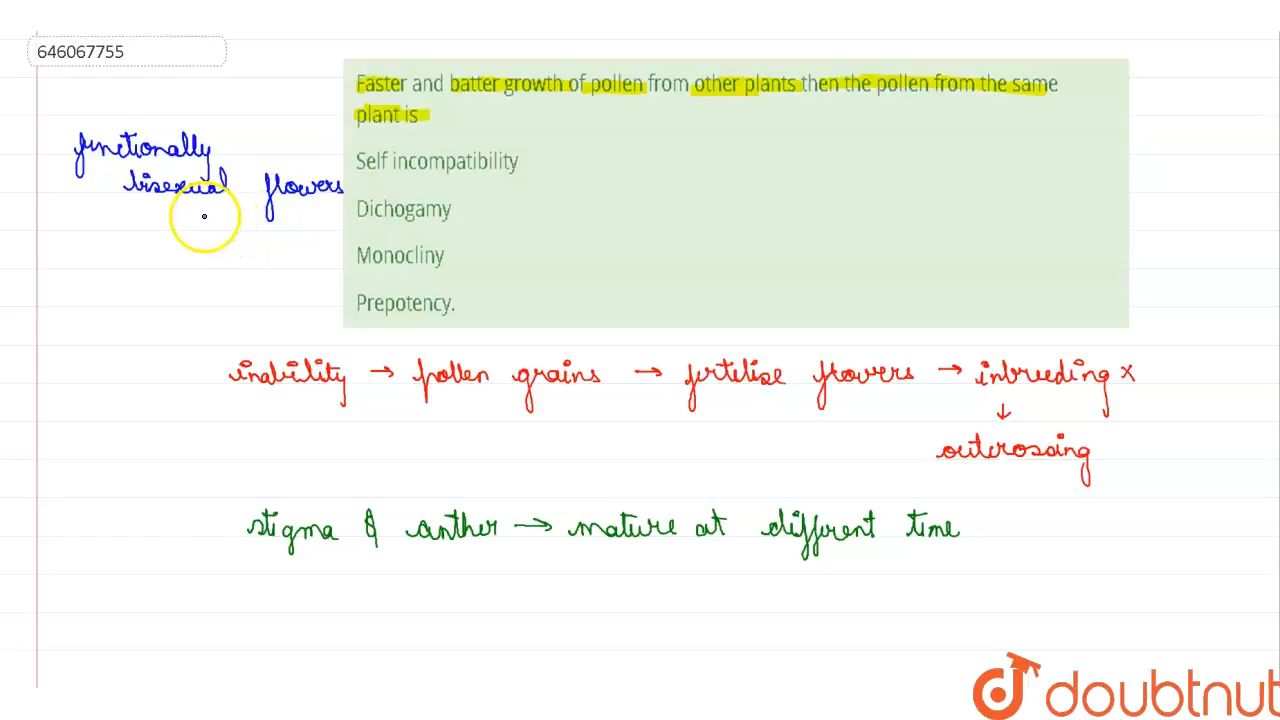 646067755
Faster and batter growth of pollen from other plants then the pollen from the same
plant is
functionally
bisexual flowers
Self incompatibility
Dichogamy
Monocliny
Prepotency.
inability → pollen grains → fertelise flowers → inbreeding x
↓
outcrossing
stigma & anther → mature at different time
doubtnut